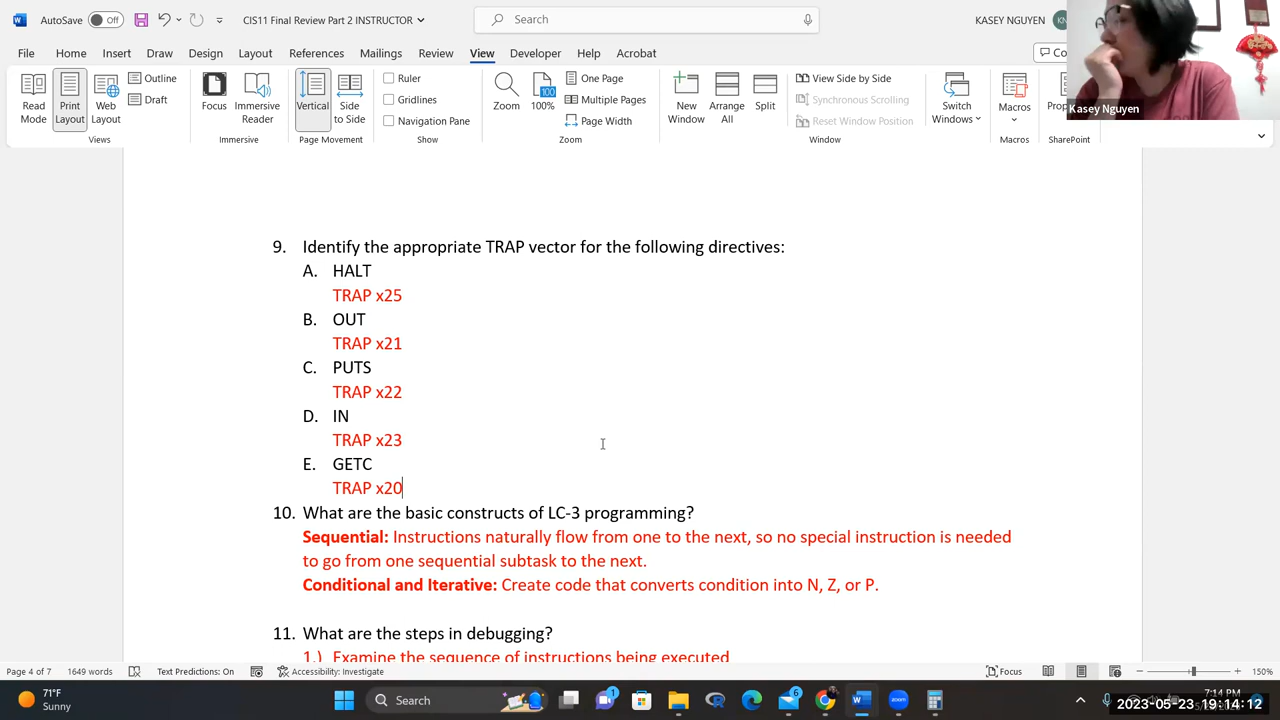 AutoSave Off CIS11 Final Review Part 2 INSTRUCTOR Search KASEY NGUYEN
File Home Insert Draw Design Layout References Mailings Review View Developer Help Acrobat
Read Mode
Print Layout
Web Layout
Outline
Draft
Views
Focus
Immersive Reader
Immersive
Vertical
Side to Side
Page Movement
Ruler
Gridlines
Navigation Pane
Show
Zoom
100
100%
One Page
Multiple Pages
Page Width
Zoom
New Window
Arrange All
Split
View Side by Side
Synchronous Scrolling
Reset Window Position
Window
Switch Windows
Macros
Macros
SharePoint
Kasey Nguyen
9. Identify the appropriate TRAP vector for the following directives:
A. HALT
TRAP x25
B. OUT
TRAP x21
C. PUTS
TRAP x22
D. IN
TRAP x23
E. GETC
TRAP x20
10. What are the basic constructs of LC-3 programming?
Sequential: Instructions naturally flow from one to the next, so no special instruction is needed
to go from one sequential subtask to the next.
Conditional and Iterative: Create code that converts condition into N, Z, or P.
11. What are the steps in debugging?
1.) Examine the sequence of instructions being executed
Page 4 of 7 1649 words Text Predictions: On Accessibility: Investigate Focus 150%
71°F
Sunny
Search
1
6
zoom
7:14 PM
2023-05-23 19:14:12